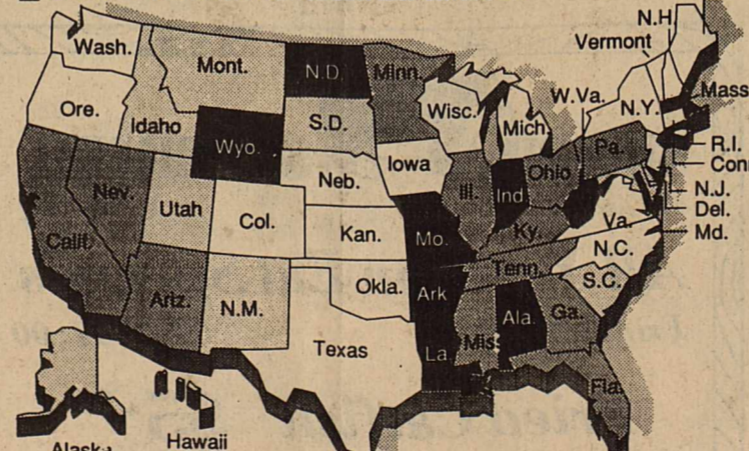 N.H.
Wash.
Vermont
Mont.
N.D.
Minn.
W.Va.
Mass
Ore.
Idaho
S.D.
Wisc.
Mich.
N.Y.
Wyo.
R.I.
Iowa
Pa.
Con
Neb.
Ill.
Ind.
Ohio
N.J.
Nev.
Utah
Col.
Del.
Kan.
Mo.
Ky.
Va.
Md.
Calif.
N.C.
Tenn.
Ariz.
N.M.
Okla.
Ark
S.C.
Ala.
Ga.
Texas
La.
Miss
Fla.
Alaska
Hawaii